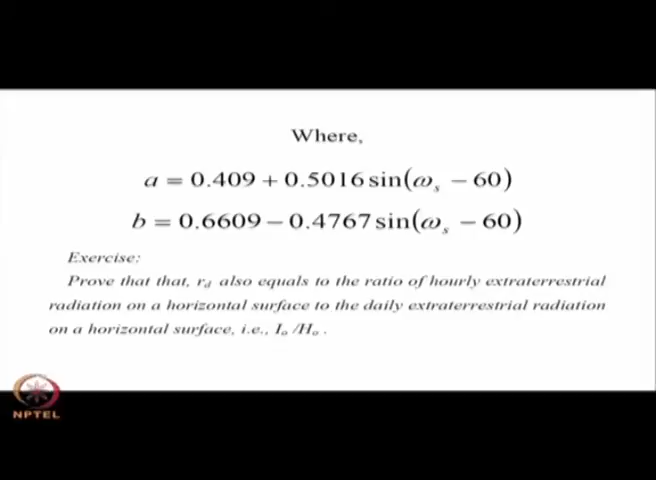 Where,
a = 0.409 + 0.5016 sin(ωs − 60)
b = 0.6609 − 0.4767 sin(ωs − 60)
Exercise:
Prove that that, rd also equals to the ratio of hourly extraterrestrial
radiation on a horizontal surface to the daily extraterrestrial radiation
on a horizontal surface, i.e., Io /Ho .
NPTEL